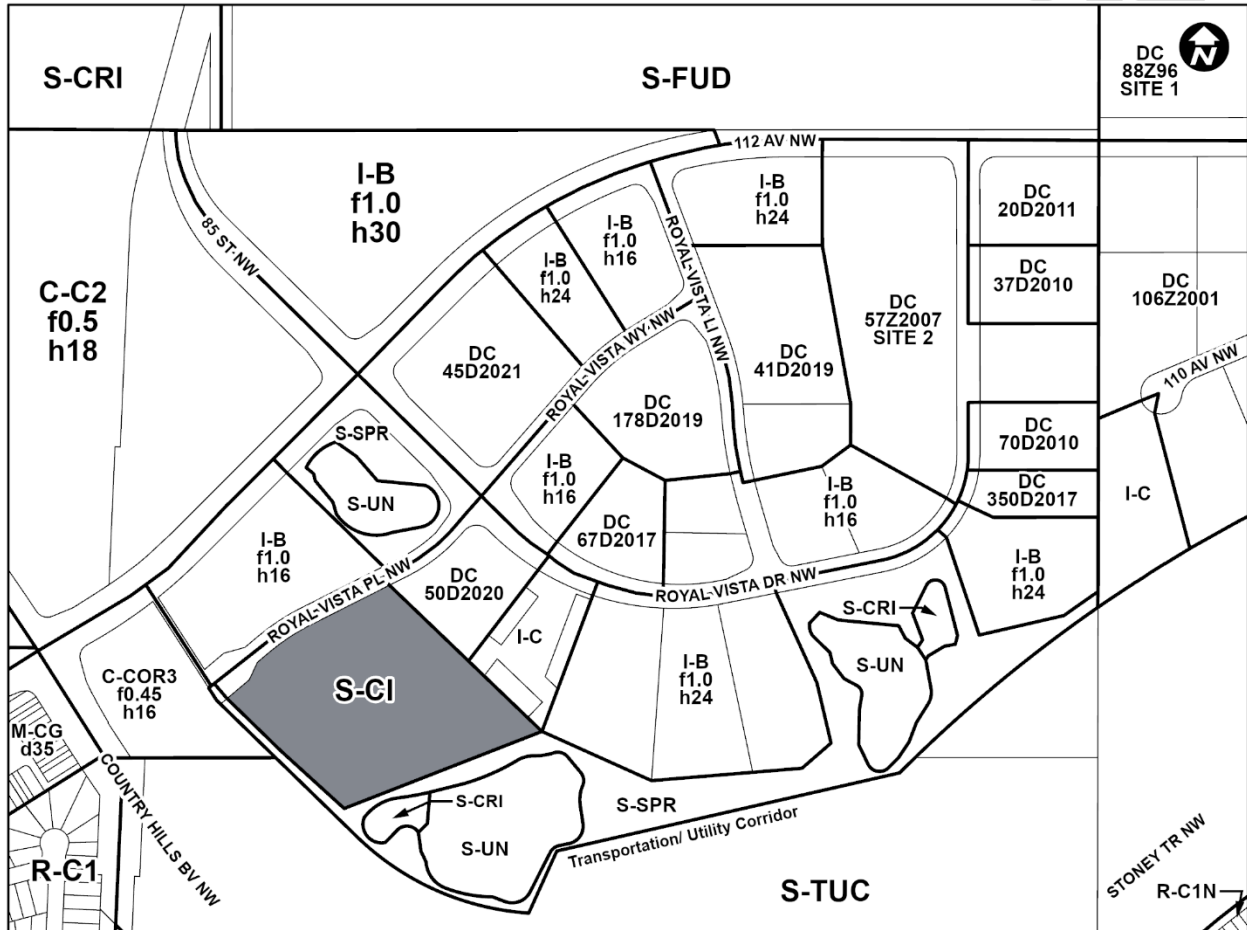 S-CRI
S-FUD
DC
88Z96
SITE 1
N
112 AV NW
I-B
f1.0
h30
85 ST NW
C-C2
f0.5
h18
I-B
f1.0
h24
I-B
f1.0
h16
I-B
f1.0
h24
ROYAL VISTA LI NW
DC
20D2011
DC
37D2010
DC
106Z2001
DC
57Z2007
SITE 2
DC
45D2021
ROYAL VISTA WY NW
DC
41D2019
110 AV NW
DC
178D2019
DC
70D2010
DC
350D2017
I-C
S-SPR
S-UN
I-B
f1.0
h16
I-B
f1.0
h16
DC
67D2017
I-B
f1.0
h16
ROYAL VISTA PL NW
DC
50D2020
ROYAL VISTA DR NW
I-B
f1.0
h24
S-CRI
S-UN
I-C
I-B
f1.0
h24
S-CI
C-COR3
f0.45
h16
M-CG
d35
COUNTRY HILLS BV NW
R-C1
S-CRI
S-UN
S-SPR
Transportation/ Utility Corridor
S-TUC
STONEY TR NW
R-C1N